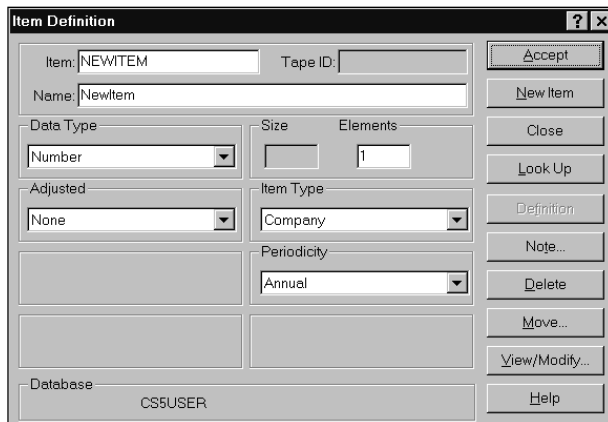 Item Definition
? ×
Item: NEWITEM Tape ID:
Name: NewItem
Data Type
Number
Size Elements
1
Adjusted
None
Item Type
Company
Periodicity
Annual
Database
CS5USER
Accept
New Item
Close
Look Up
Definition
Note...
Delete
Move...
View/Modify...
Help